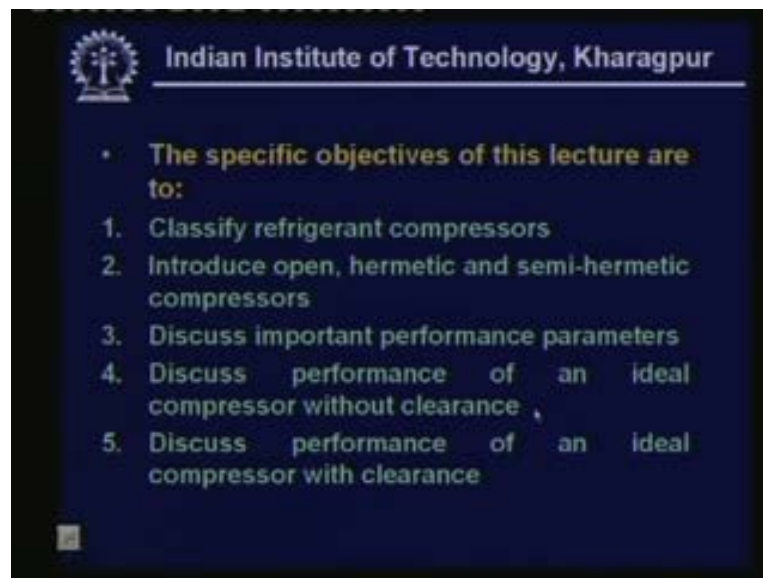 Indian Institute of Technology, Kharagpur
• The specific objectives of this lecture are
to:
1. Classify refrigerant compressors
2. Introduce open, hermetic and semi-hermetic
compressors
3. Discuss important performance parameters
4. Discuss performance of an ideal
compressor without clearance
5. Discuss performance of an ideal
compressor with clearance